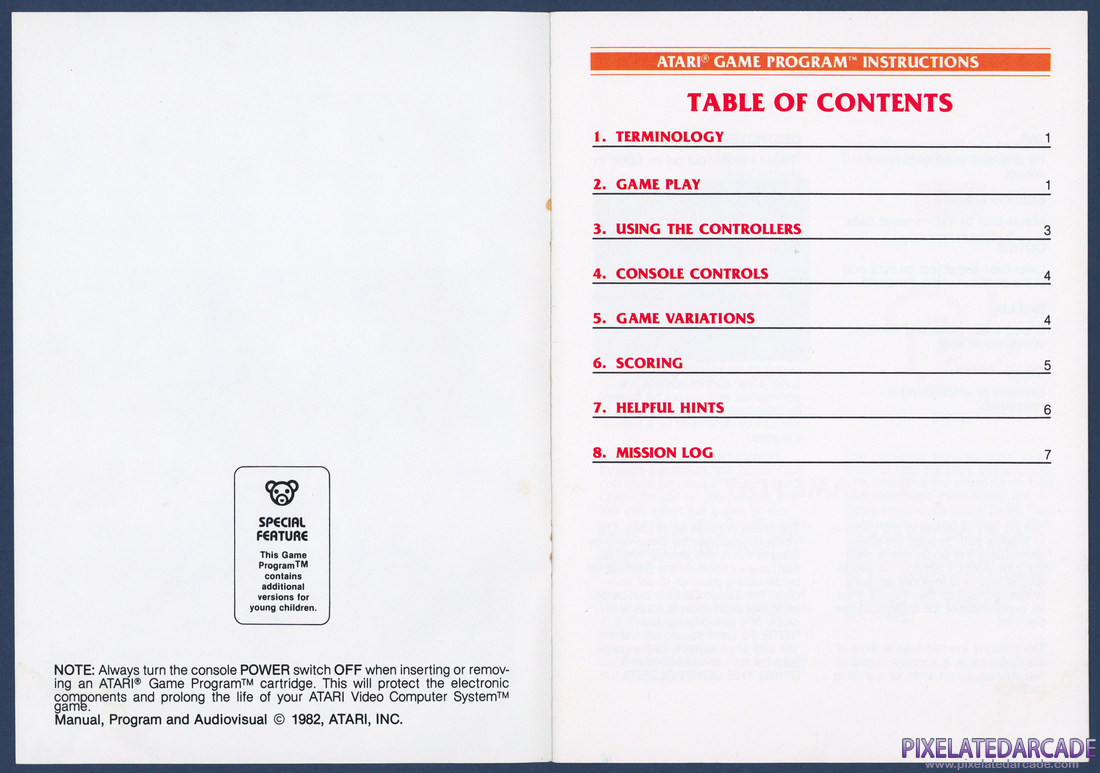 SPECIAL
FEATURE
This Game
Program™
contains
additional
versions for
young children.
NOTE: Always turn the console POWER switch OFF when inserting or remov-
ing an ATARI® Game Program™ cartridge. This will protect the electronic
components and prolong the life of your ATARI Video Computer System™
game.
Manual, Program and Audiovisual © 1982, ATARI, INC.
ATARI® GAME PROGRAM™ INSTRUCTIONS
TABLE OF CONTENTS
1. TERMINOLOGY 1
2. GAME PLAY 1
3. USING THE CONTROLLERS 3
4. CONSOLE CONTROLS 4
5. GAME VARIATIONS 4
6. SCORING 5
7. HELPFUL HINTS 6
8. MISSION LOG 7
PIXELATEDARCADE
www.pixelatedarcade.com